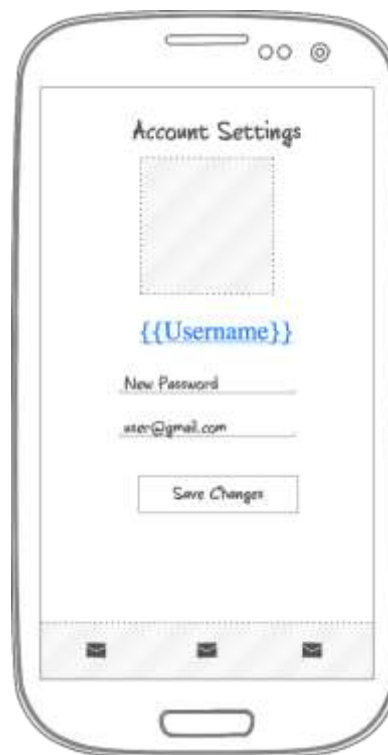 Account Settings
{{Username}}
New Password
user@gmail.com
Save Changes